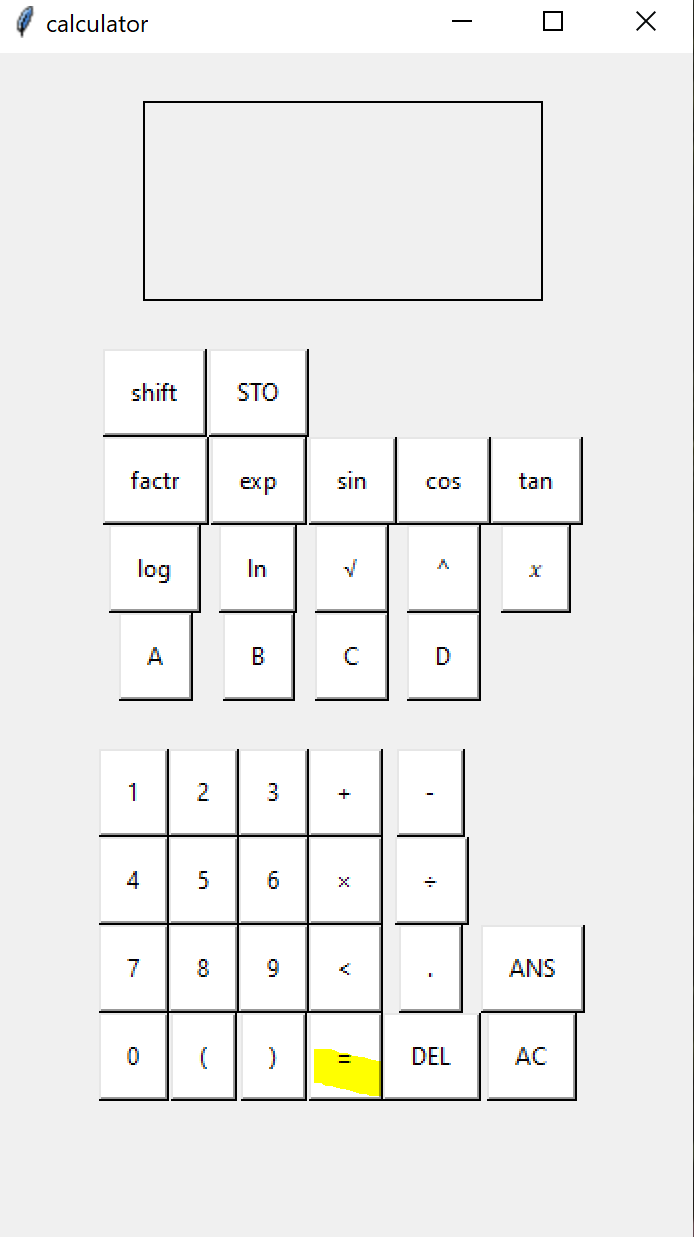 calculator
shift STO
factr exp sin cos tan
log ln √ ^ x
A B C D
1 2 3 + -
4 5 6 × ÷
7 8 9 < . ANS
0 ( ) = DEL AC